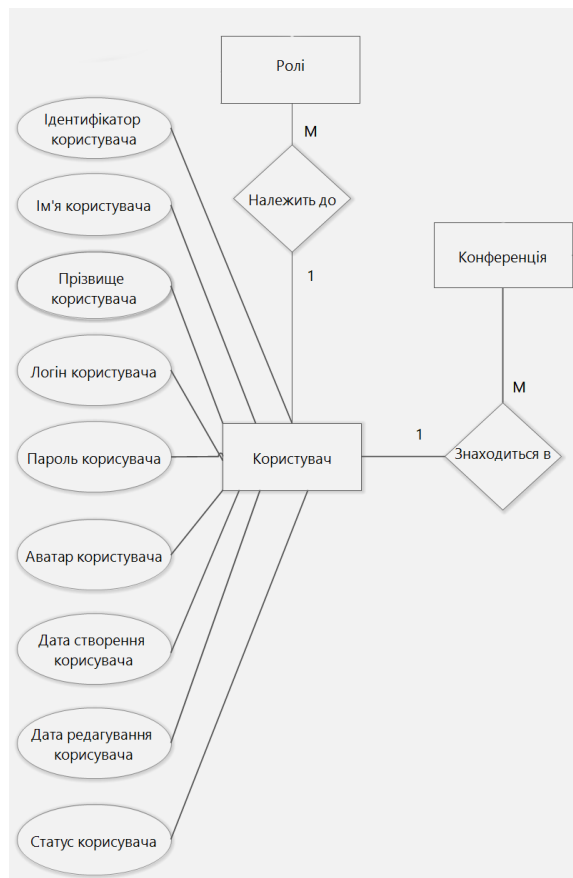 Ролі
М
Належить до
1
Ідентифікатор
користувача
Ім'я користувача
Прізвище
користувача
Логін користувача
Пароль корисувача
Аватар користувача
Дата створення
корисувача
Дата редагування
корисувача
Статус корисувача
Користувач
1
Знаходиться в
М
Конференція